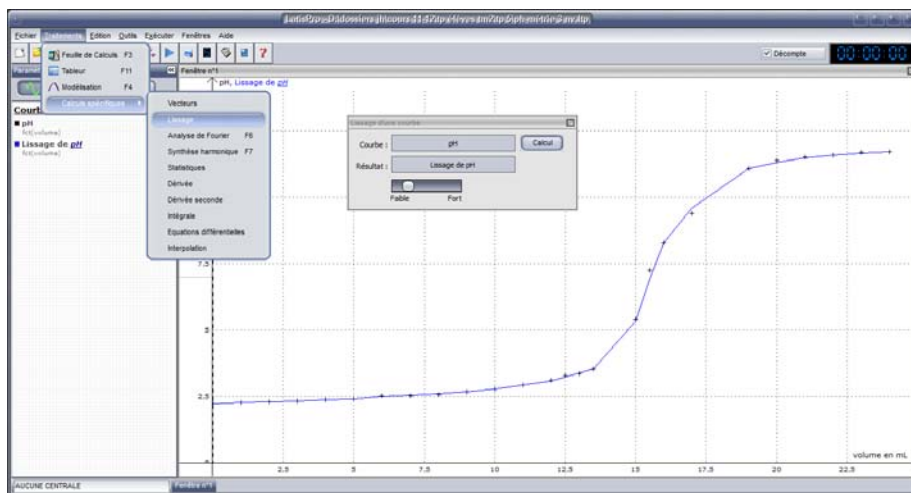 Fichier Traitements Edition Outils Exécuter Fenêtres Aide
Feuille de Calculs F3
Tableur F11
Modélisation F4
Calculs spécifiques
Vecteurs
Lissage
Analyse de Fourier F6
Synthèse harmonique F7
Statistiques
Dérivée
Dérivée seconde
Intégrale
Equations différentielles
Interpolation
Décompte
00:00:00
Fenêtre n°1
pH, Lissage de pH
pH
fct(volume)
Lissage de pH
fct(volume)
Lissage d'une courbe
Courbe : pH Calcul
Résultat : Lissage de pH
Faible Fort
7.5
5
2.5
0
2.5 5 7.5 10 12.5 15 17.5 20 22.5
volume en mL
AUCUNE CENTRALE Fenêtre n°1